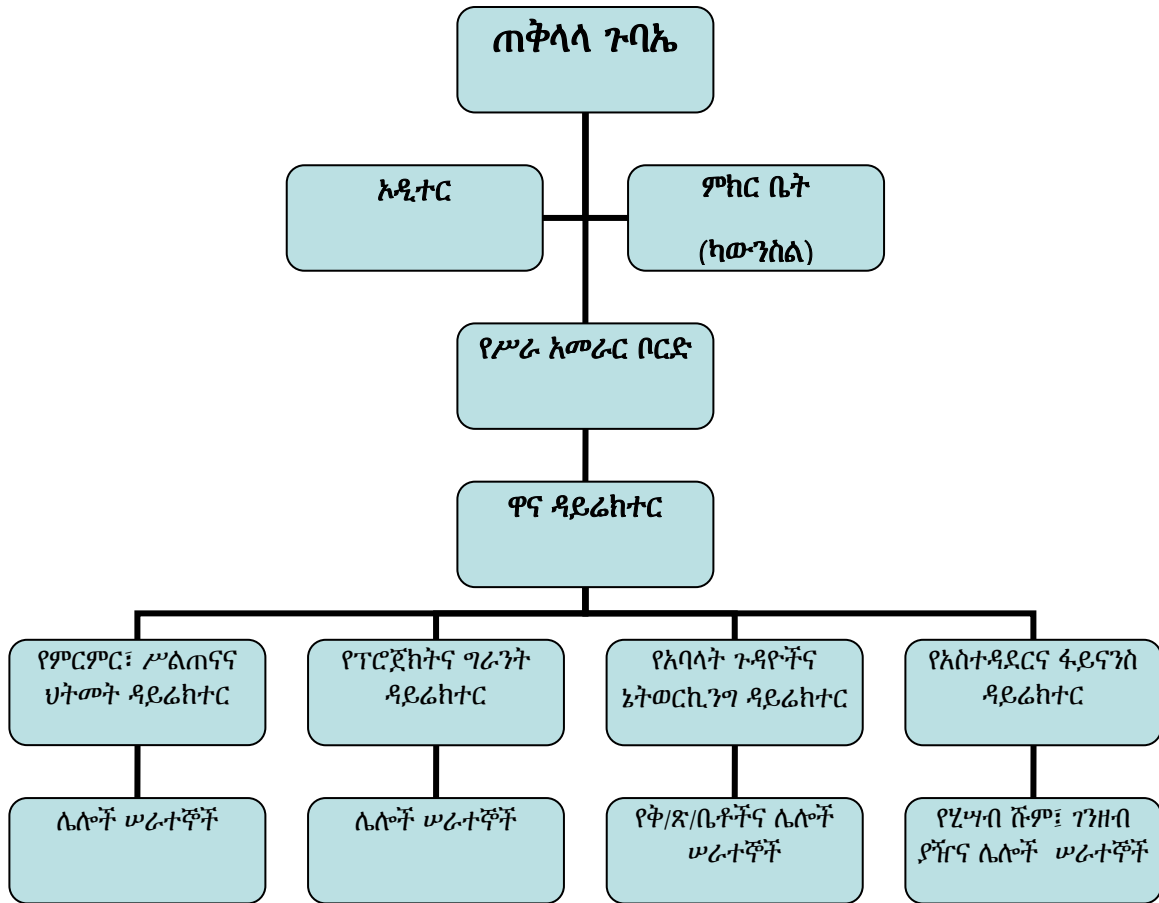 ጠቅላላ ጉባኤ
ኦዲተር
ምክር ቤት
(ካውንስል)
የሥራ አመራር ቦርድ
ዋና ዳይሬክተር
የምርምር፣ ሥልጠናና
ህትመት ዳይሬክተር
የፕሮጀክትና ግራንት
ዳይሬክተር
የአባላት ጉዳዮችና
ኔትወርኪንግ ዳይሬክተር
የአስተዳደርና ፋይናንስ
ዳይሬክተር
ሌሎች ሠራተኞች
ሌሎች ሠራተኞች
የቅ/ጽ/ቤቶችና ሌሎች
ሠራተኞች
የሂሣብ ሹም፤ ገንዘብ
ያዥና ሌሎች ሠራተኞች